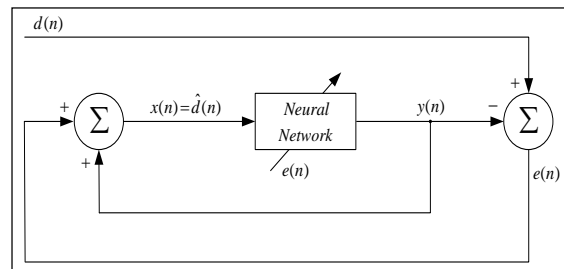 d(n)
+
+ x(n)=d̂(n) Neural Network y(n) −
Σ Σ
+ e(n) e(n)